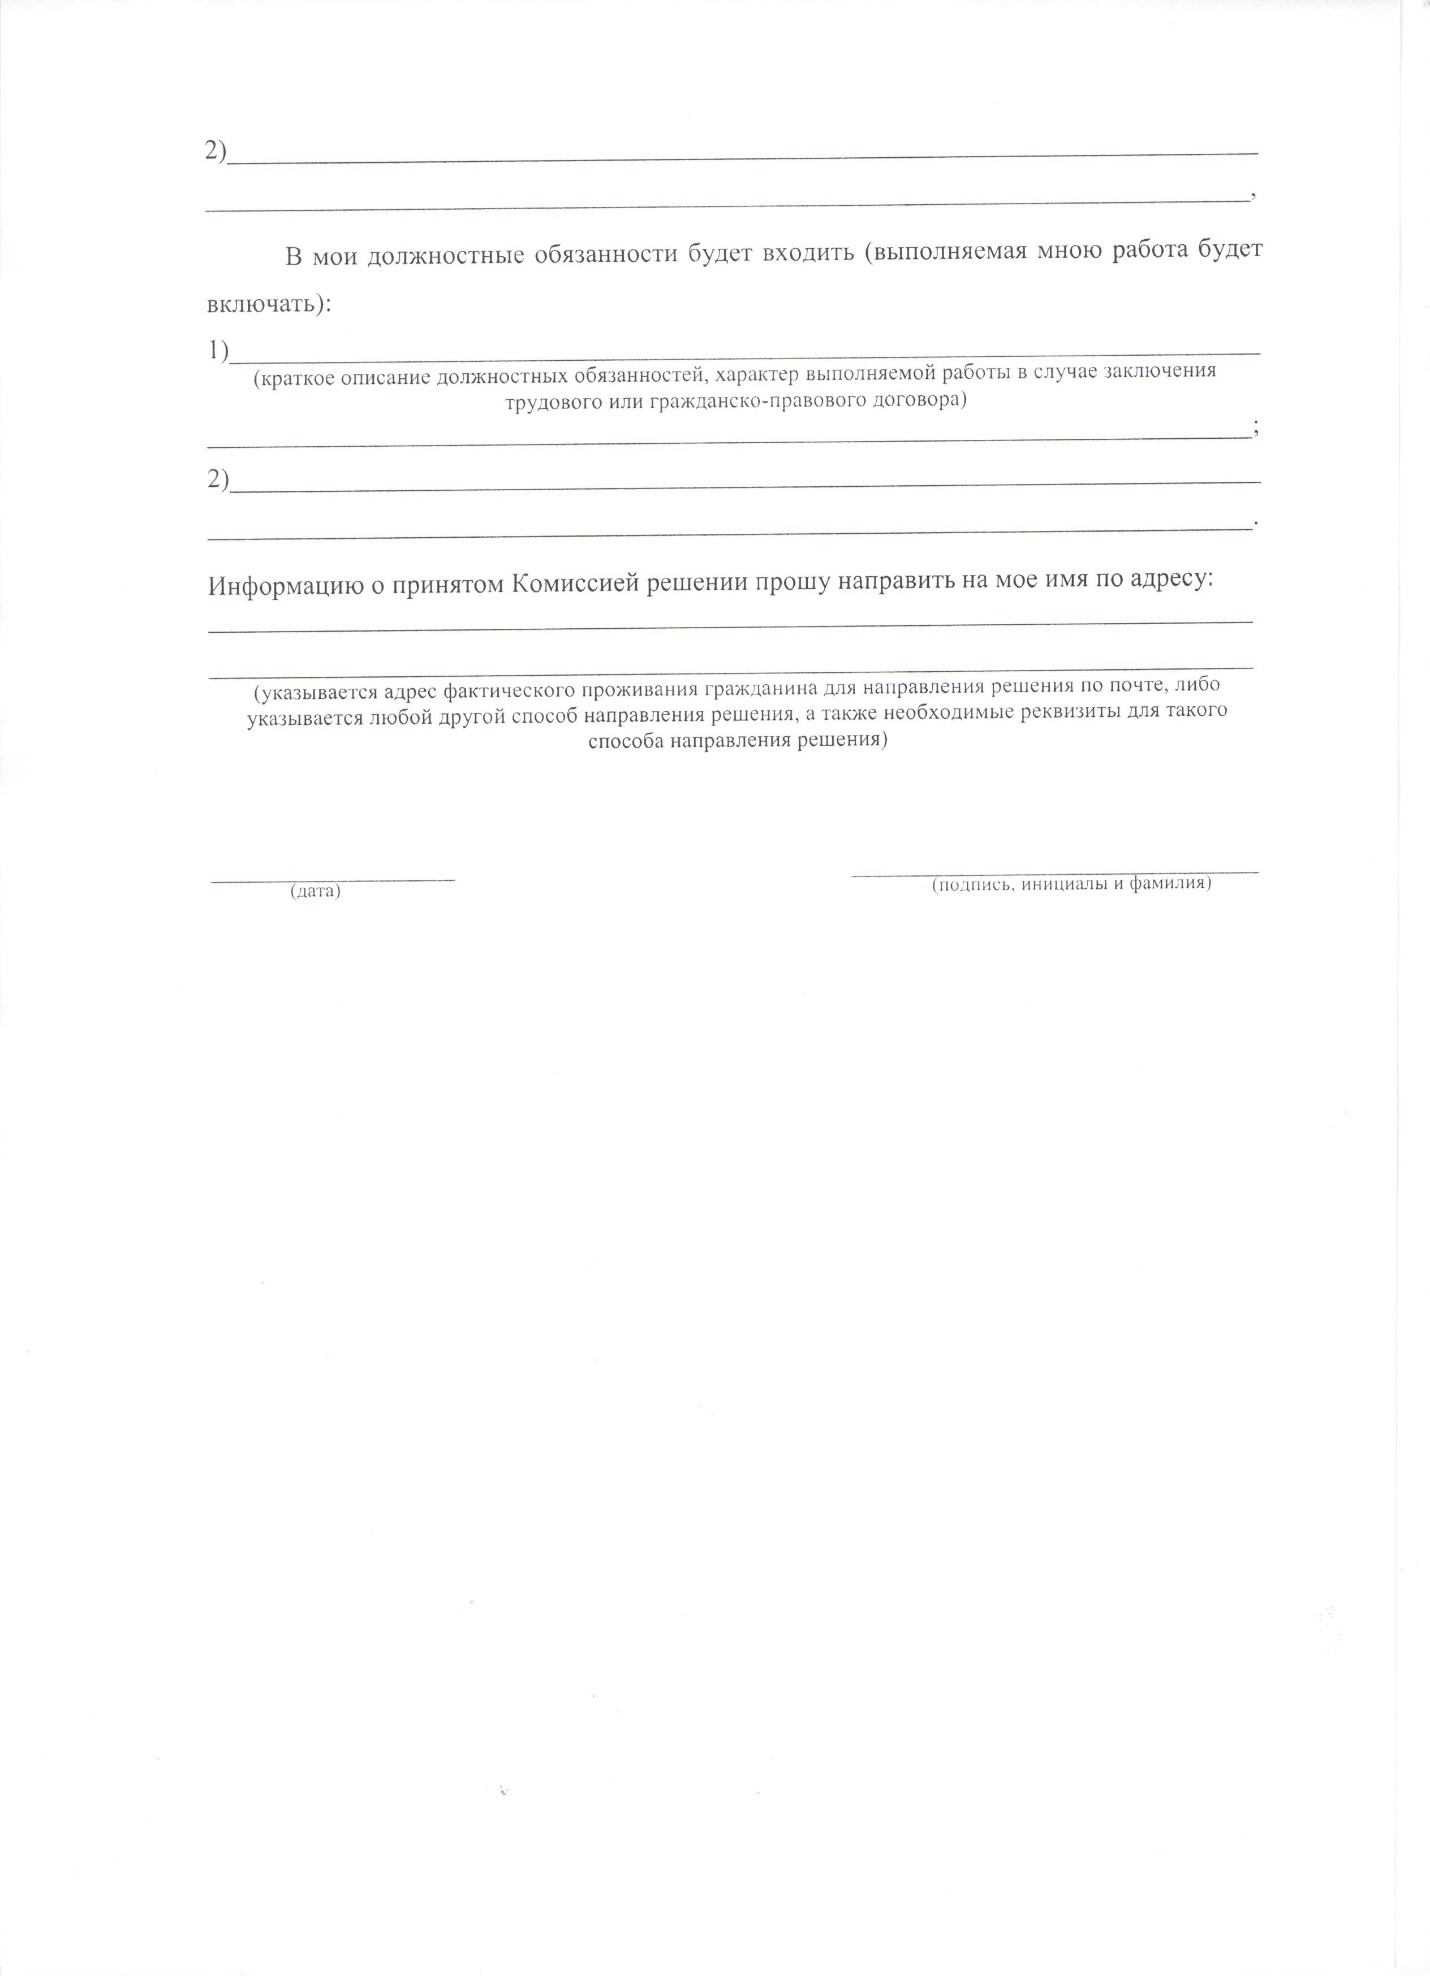 2)
,
В мои должностные обязанности будет входить (выполняемая мною работа будет
включать):
1)
(краткое описание должностных обязанностей, характер выполняемой работы в случае заключения
трудового или гражданско-правового договора)
;
2)
.
Информацию о принятом Комиссией решении прошу направить на мое имя по адресу:
(указывается адрес фактического проживания гражданина для направления решения по почте, либо
указывается любой другой способ направления решения, а также необходимые реквизиты для такого
способа направления решения)
(дата)
(подпись, инициалы и фамилия)